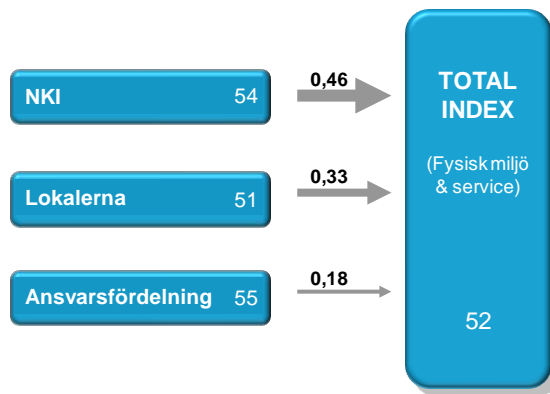 NKI 54
0,46
Lokalerna 51
0,33
Ansvarsfördelning 55
0,18
TOTAL
INDEX
(Fysisk miljö
& service)
52